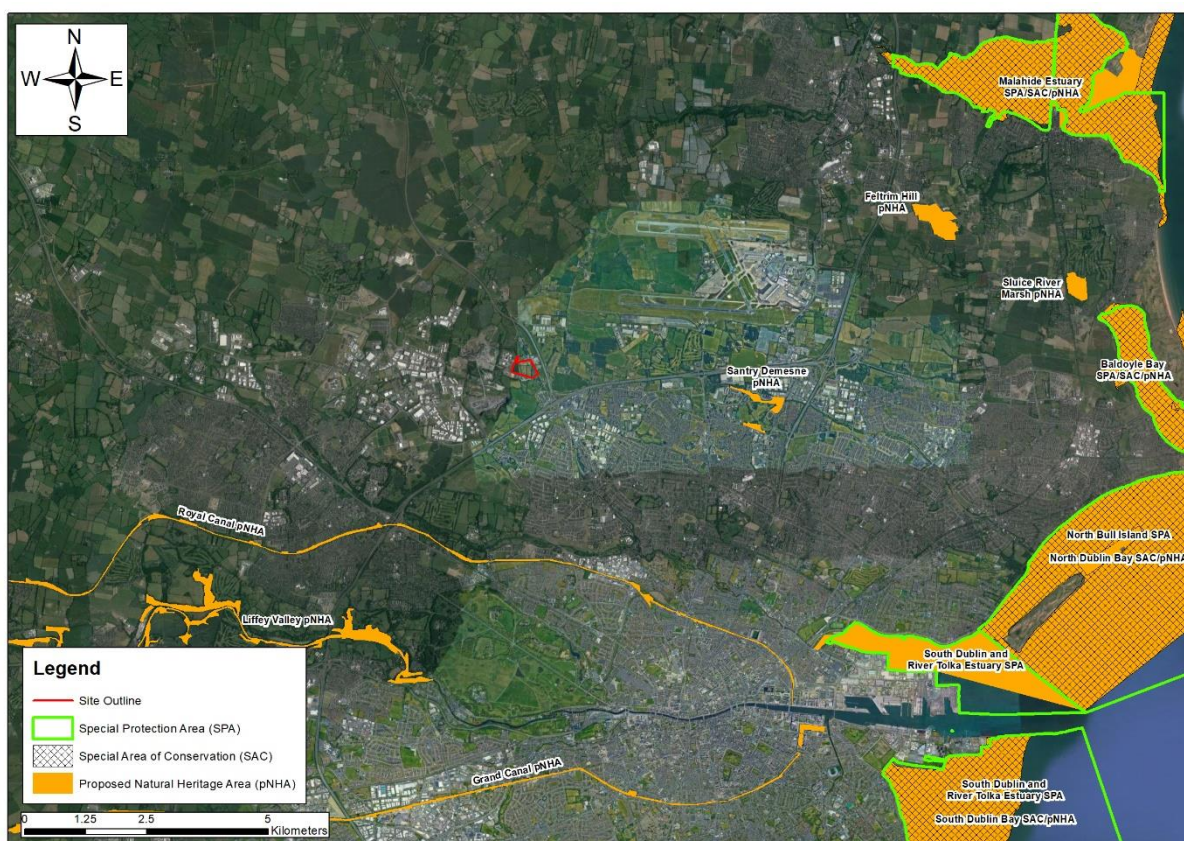 N
W E
S
Malahide Estuary
SPA/SAC/pNHA
Feltrim Hill
pNHA
Sluice River
Marsh pNHA
Baldoyle Bay
SPA/SAC/pNHA
Santry Demesne
pNHA
Royal Canal pNHA
North Bull Island SPA
North Dublin Bay SAC/pNHA
Liffey Valley pNHA
South Dublin and
River Tolka Estuary SPA
Grand Canal pNHA
South Dublin and
River Tolka Estuary SPA
South Dublin Bay SAC/pNHA
Legend
Site Outline
Special Protection Area (SPA)
Special Area of Conservation (SAC)
Proposed Natural Heritage Area (pNHA)
0 1.25 2.5 5
Kilometers